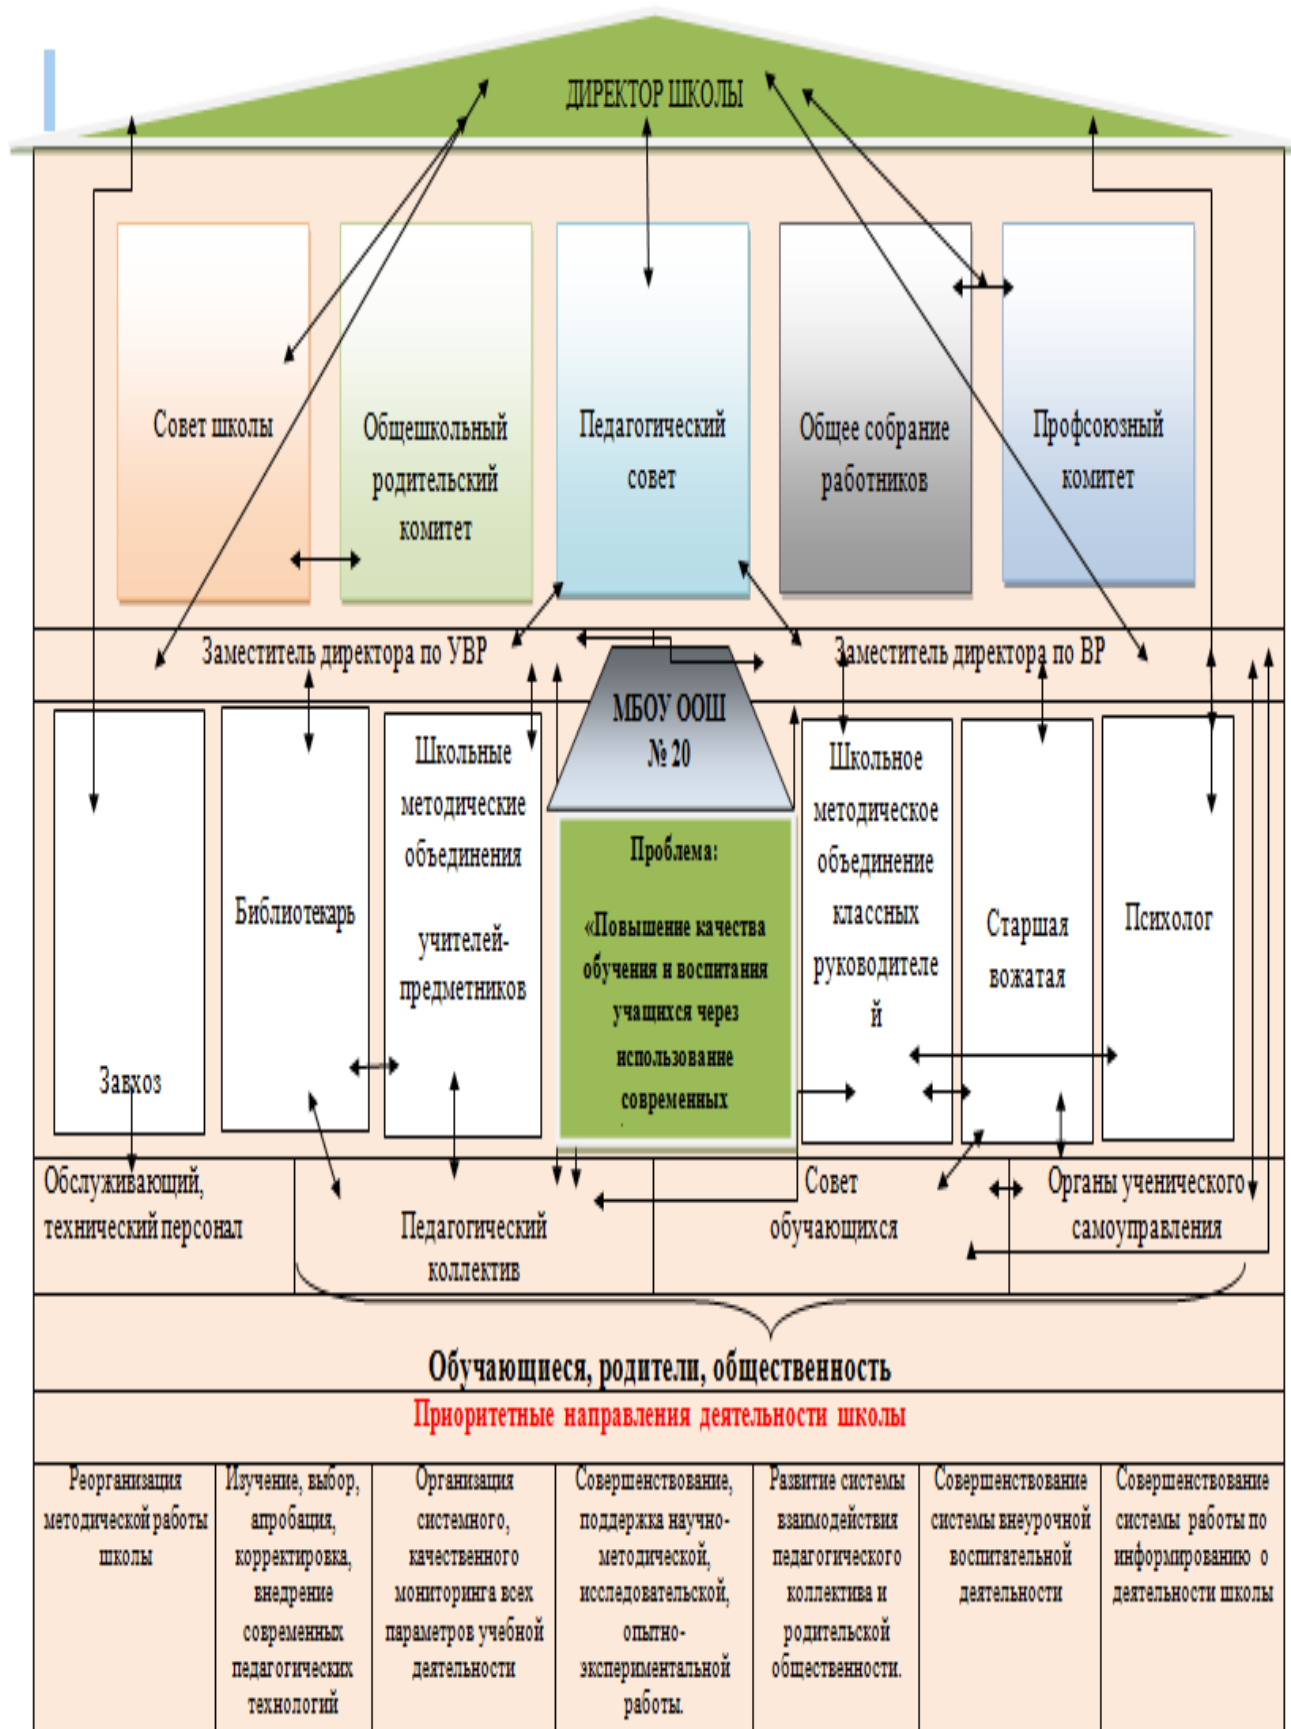 ДИРЕКТОР ШКОЛЫ
Совет школы
Общешкольный
родительский
комитет
Педагогический
совет
Общее собрание
работников
Профсоюзный
комитет
Заместитель директора по УВР
Заместитель директора по ВР
МБОУ ООШ
№ 20
Завхоз
Библиотекарь
Школьные
методические
объединения
учителей-
предметников
Проблема:
«Повышение качества
обучения и воспитания
учащихся через
использование
современных
Школьное
методическое
объединение
классных
руководителе
й
Старшая
вожатая
Психолог
Обслуживающий,
технический персонал
Педагогический
коллектив
Совет
обучающихся
Органы ученического
самоуправления
Обучающиеся, родители, общественность
Приоритетные направления деятельности школы
Реорганизация
методической работы
школы
Изучение, выбор,
апробация,
корректировка,
внедрение
современных
педагогических
технологий
Организация
системного,
качественного
мониторинга всех
параметров учебной
деятельности
Совершенствование,
поддержка научно-
методической,
исследовательской,
опытно-
экспериментальной
работы.
Развитие системы
взаимодействия
педагогического
коллектива и
родительской
общественности.
Совершенствование
системы внеурочной
воспитательной
деятельности
Совершенствование
системы работы по
информированию о
деятельности школы